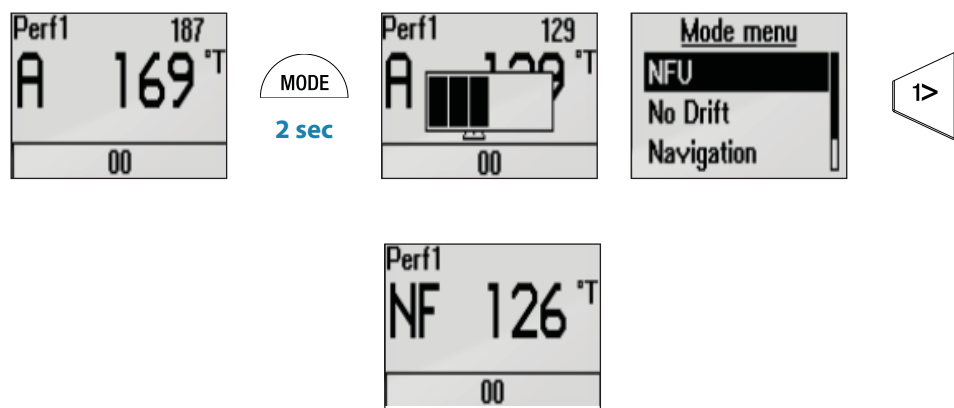 Perf1 187
A 169 °T
00
MODE
2 sec
Perf1 129
A 129 °T
00
Mode menu
NFU
No Drift
Navigation
1>
Perf1
NF 126 °T
00